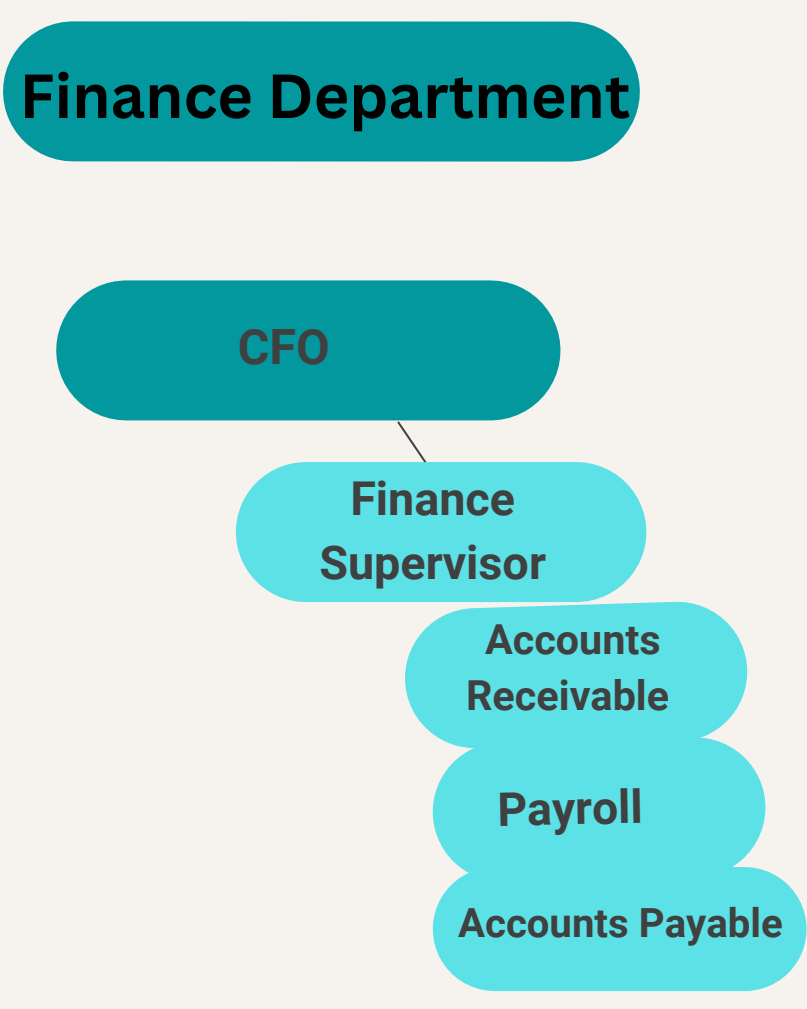 Finance Department
CFO
Finance
Supervisor
Accounts
Receivable
Payroll
Accounts Payable